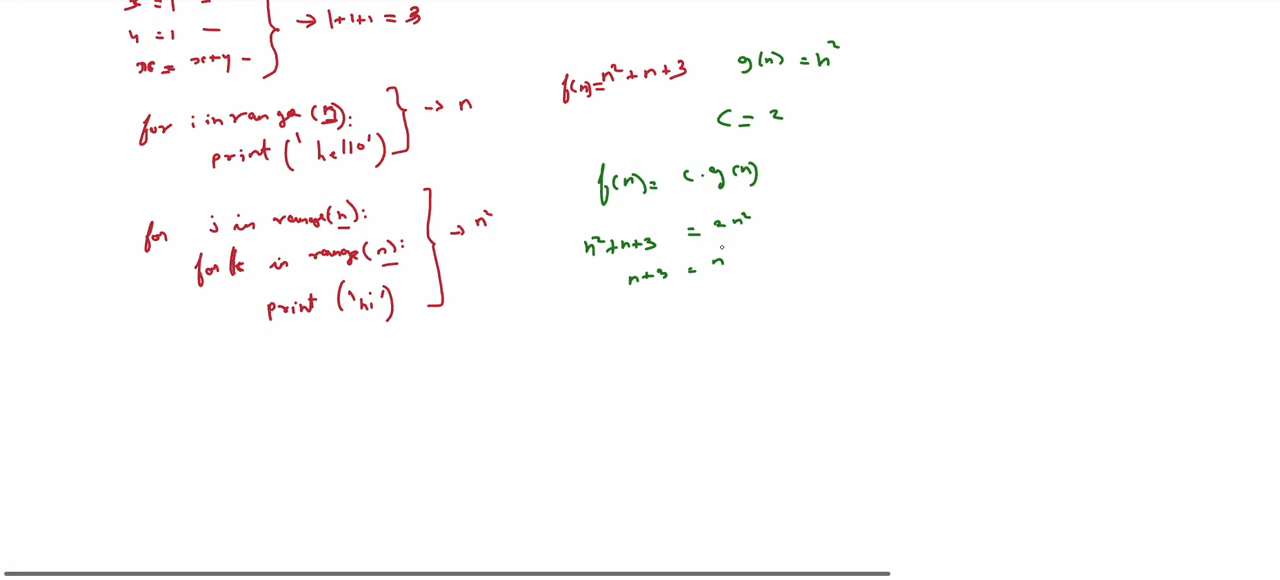 = 1 -
y = 1 -
x = x+y -
→ 1+1+1 = 3
for i in range (n):
print (' hello')
→ n
for j in range(n):
for k in range(n):
print ('hi')
→ n²
f(n)= n² + n + 3
g(n) = n²
c = 2
f(n) = c . g(n)
n²+n+3 = 2n²
n+3 = n